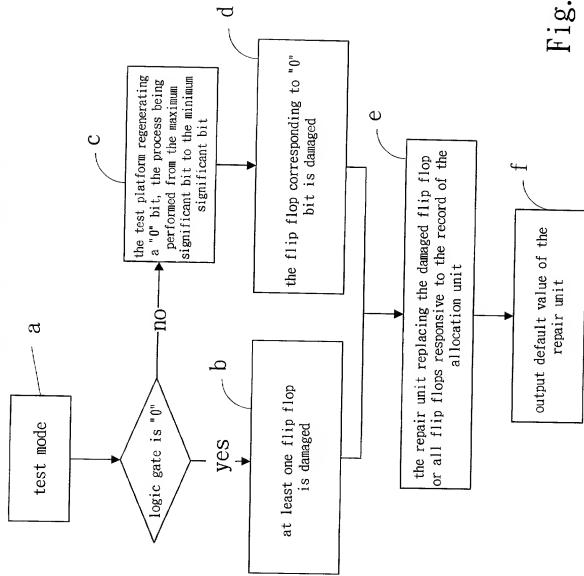 a
test mode
logic gate is "0"
no
yes
c
the test platform regenerating
a "0" bit, the process being
performed from the maximum
significant bit to the minimum
significant bit
b
at least one flip flop
is damaged
d
the flip flop corresponding to "0"
bit is damaged
e
the repair unit replacing the damaged flip flop
or all flip flops responsive to the record of the
allocation unit
f
output default value of the
repair unit
Fig.